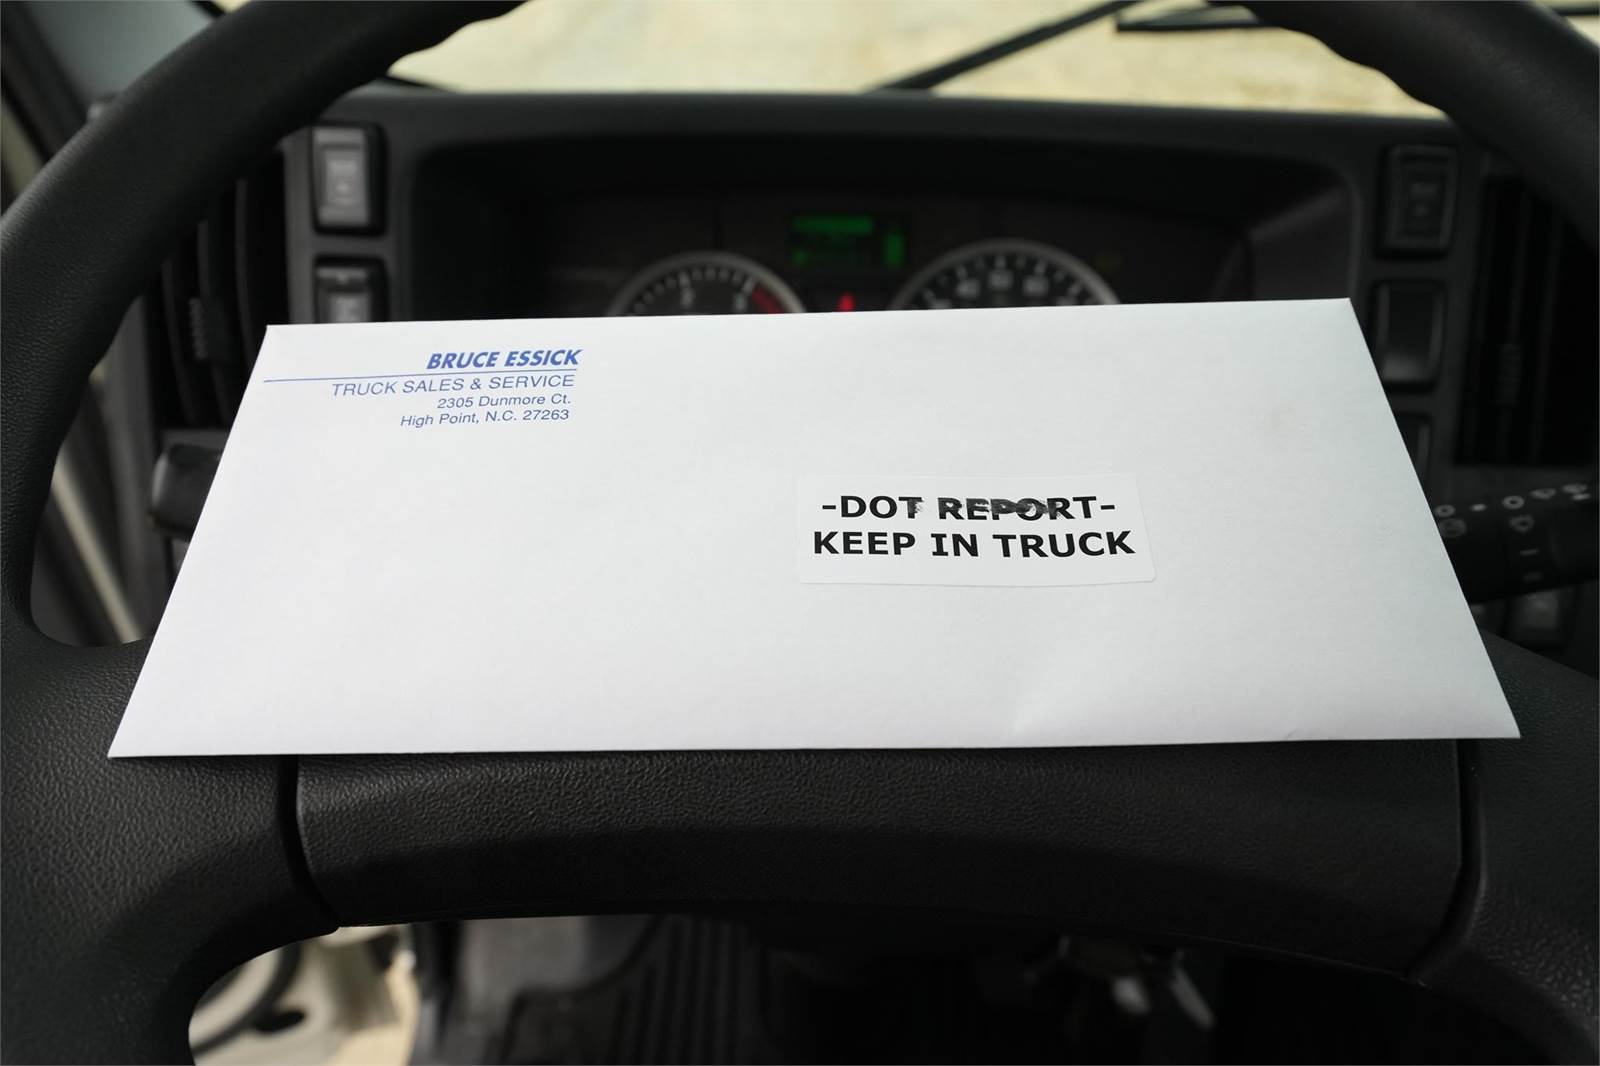 BRUCE ESSICK
TRUCK SALES & SERVICE
2305 Dunmore Ct.
High Point, N.C. 27263
-DOT REPORT-
KEEP IN TRUCK